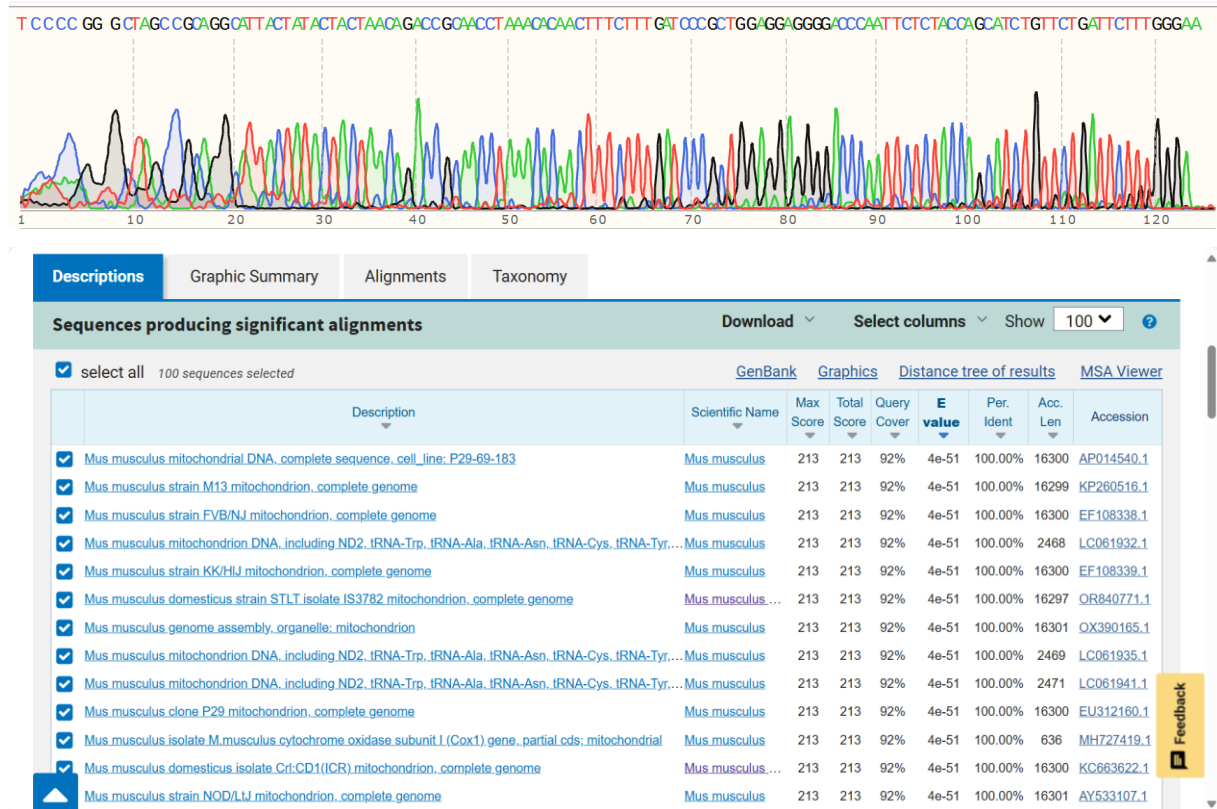 T CCCCC GG G CTAGCCGCAGGCATTACTATACTACTAACAGACCGCAACCTAAACACAACTTTCTTT GATCCCGCTGGAGGAGGGGACCCAATTCTCTACCAGCATCTGTTCTGATTCTTTGGGAA
1 10 20 30 40 50 60 70 80 90 100 110 120
Descriptions Graphic Summary Alignments Taxonomy
Sequences producing significant alignments Download Select columns Show 100
select all 100 sequences selected GenBank Graphics Distance tree of results MSA Viewer
Description Scientific Name Max Score Total Score Query Cover E value Per. Ident Acc. Len Accession
Mus musculus mitochondrial DNA, complete sequence, cell_line: P29-69-183 Mus musculus 213 213 92% 4e-51 100.00% 16300 AP014540.1
Mus musculus strain M13 mitochondrion, complete genome Mus musculus 213 213 92% 4e-51 100.00% 16299 KP260516.1
Mus musculus strain FVB/NJ mitochondrion, complete genome Mus musculus 213 213 92% 4e-51 100.00% 16300 EF108338.1
Mus musculus mitochondrion DNA, including ND2, tRNA-Trp, tRNA-Ala, tRNA-Asn, tRNA-Cys, tRNA-Tyr,... Mus musculus 213 213 92% 4e-51 100.00% 2468 LC061932.1
Mus musculus strain KK/HlJ mitochondrion, complete genome Mus musculus 213 213 92% 4e-51 100.00% 16300 EF108339.1
Mus musculus domesticus strain STLT isolate IS3782 mitochondrion, complete genome Mus musculus ... 213 213 92% 4e-51 100.00% 16297 OR840771.1
Mus musculus genome assembly, organelle: mitochondrion Mus musculus 213 213 92% 4e-51 100.00% 16301 OX390165.1
Mus musculus mitochondrion DNA, including ND2, tRNA-Trp, tRNA-Ala, tRNA-Asn, tRNA-Cys, tRNA-Tyr,... Mus musculus 213 213 92% 4e-51 100.00% 2469 LC061935.1
Mus musculus mitochondrion DNA, including ND2, tRNA-Trp, tRNA-Ala, tRNA-Asn, tRNA-Cys, tRNA-Tyr,... Mus musculus 213 213 92% 4e-51 100.00% 2471 LC061941.1
Mus musculus clone P29 mitochondrion, complete genome Mus musculus 213 213 92% 4e-51 100.00% 16300 EU312160.1
Mus musculus isolate M.musculus cytochrome oxidase subunit I (Cox1) gene, partial cds; mitochondrial Mus musculus 213 213 92% 4e-51 100.00% 636 MH727419.1
Mus musculus domesticus isolate Crl:CD1(ICR) mitochondrion, complete genome Mus musculus ... 213 213 92% 4e-51 100.00% 16300 KC663622.1
Mus musculus strain NOD/LtJ mitochondrion, complete genome Mus musculus 213 213 92% 4e-51 100.00% 16301 AY533107.1
Feedback